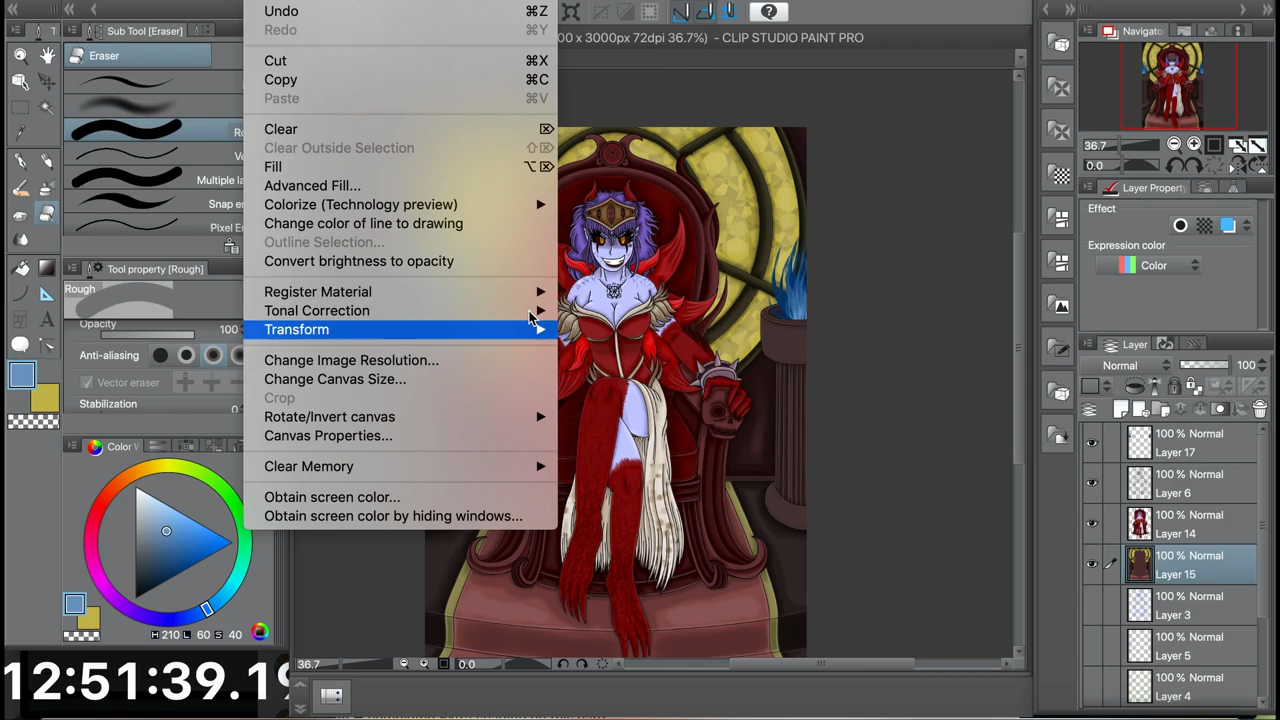 Sub Tool [Eraser]
Eraser
Multiple
Snap
Pixel
Tool property [Rough]
Rough
Opacity
100
Anti-aliasing
Vector eraser
Stabilization
0
Color
H 210 L 60 S 40
12:51:39.19
Undo ⌘Z
Redo ⌘Y
Cut ⌘X
Copy ⌘C
Paste ⌘V
Clear ⌦
Clear Outside Selection ⇧⌦
Fill ⌥⌦
Advanced Fill...
Colorize (Technology preview)
Change color of line to drawing
Outline Selection...
Convert brightness to opacity
Register Material
Tonal Correction
Transform
Change Image Resolution...
Change Canvas Size...
Crop
Rotate/Invert canvas
Canvas Properties...
Clear Memory
Obtain screen color...
Obtain screen color by hiding windows...
00 x 3000px 72dpi 36.7%) - CLIP STUDIO PAINT PRO
36.7
0.0
Navigator
36.7
0.0
Layer Property
Effect
Expression color
Color
Layer
Normal
100
100 % Normal
Layer 17
100 % Normal
Layer 6
100 % Normal
Layer 14
100 % Normal
Layer 15
100 % Normal
Layer 3
100 % Normal
Layer 5
100 % Normal
Layer 4